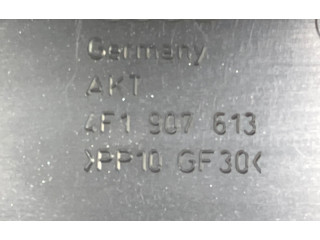 Germany
AKT
4F1 907 613
>PP10 GF30<